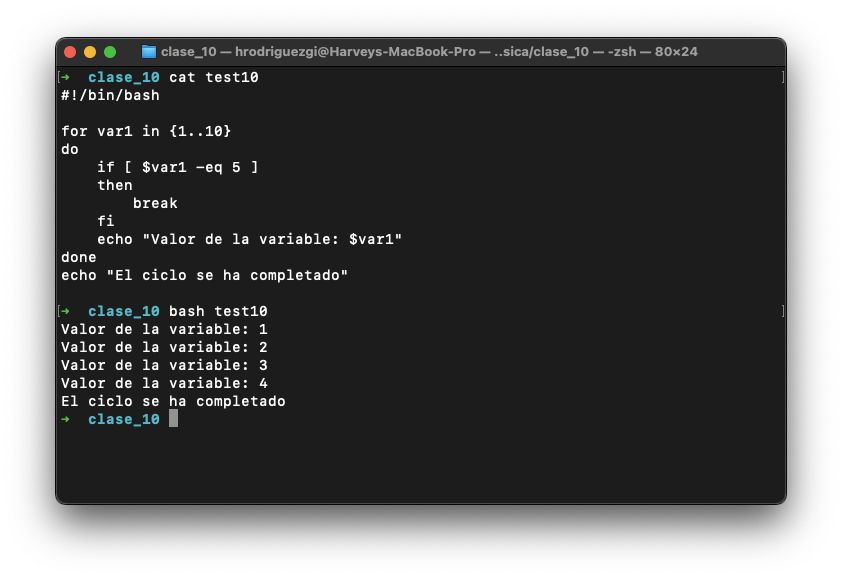 clase_10 — hrodriguezgi@Harveys-MacBook-Pro — ..sica/clase_10 — -zsh — 80×24
[➜  clase_10 cat test10 ]
#!/bin/bash

for var1 in {1..10}
do
    if [ $var1 -eq 5 ]
    then
        break
    fi
    echo "Valor de la variable: $var1"
done
echo "El ciclo se ha completado"

[➜  clase_10 bash test10 ]
Valor de la variable: 1
Valor de la variable: 2
Valor de la variable: 3
Valor de la variable: 4
El ciclo se ha completado
➜  clase_10